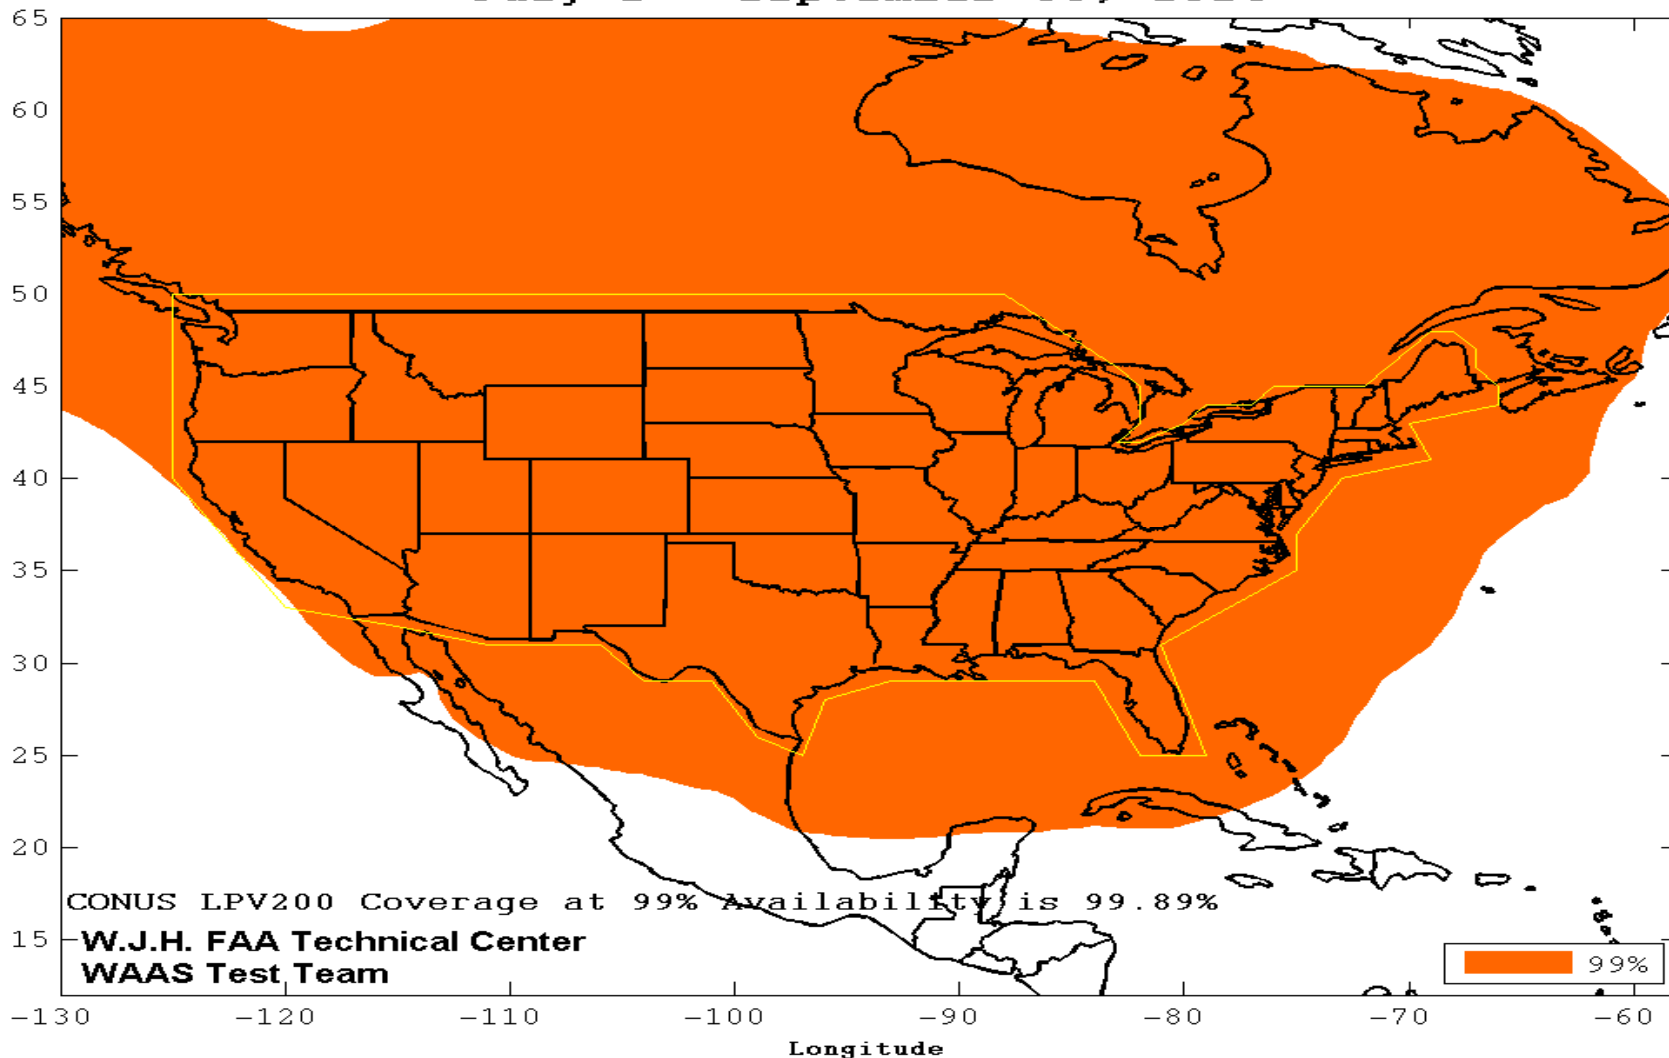 65
60
55
50
45
40
35
30
25
20
15
CONUS LPV200 Coverage at 99% Availability is 99.89%
W.J.H. FAA Technical Center
WAAS Test Team
99%
-130 -120 -110 -100 -90 -80 -70 -60
Longitude